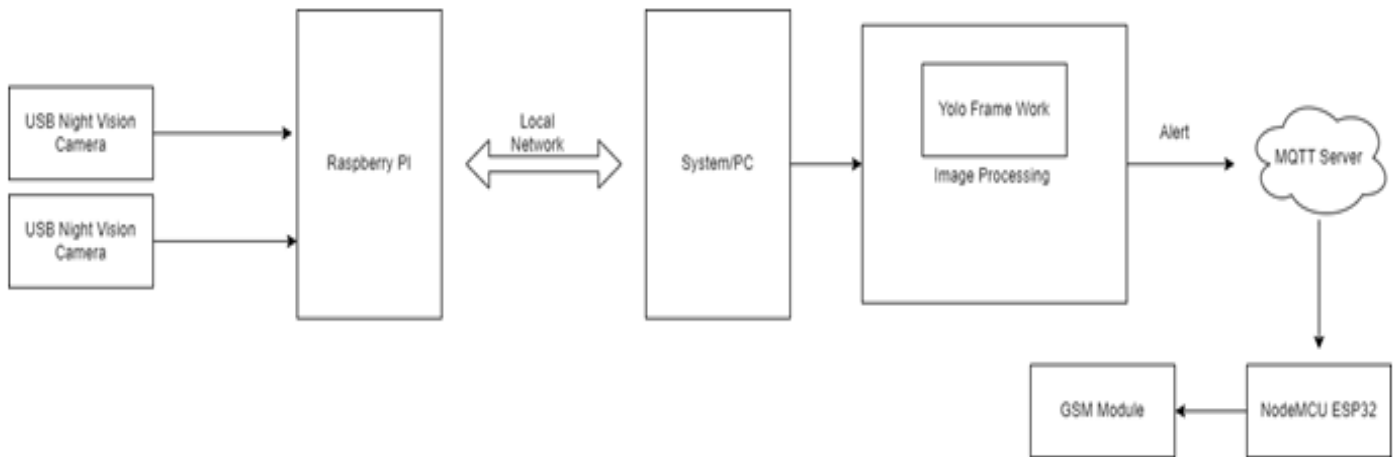 USB Night Vision
Camera
USB Night Vision
Camera
Raspberry PI
Local
Network
System/PC
Yolo Frame Work
Image Processing
Alert
MQTT Server
GSM Module
NodeMCU ESP32